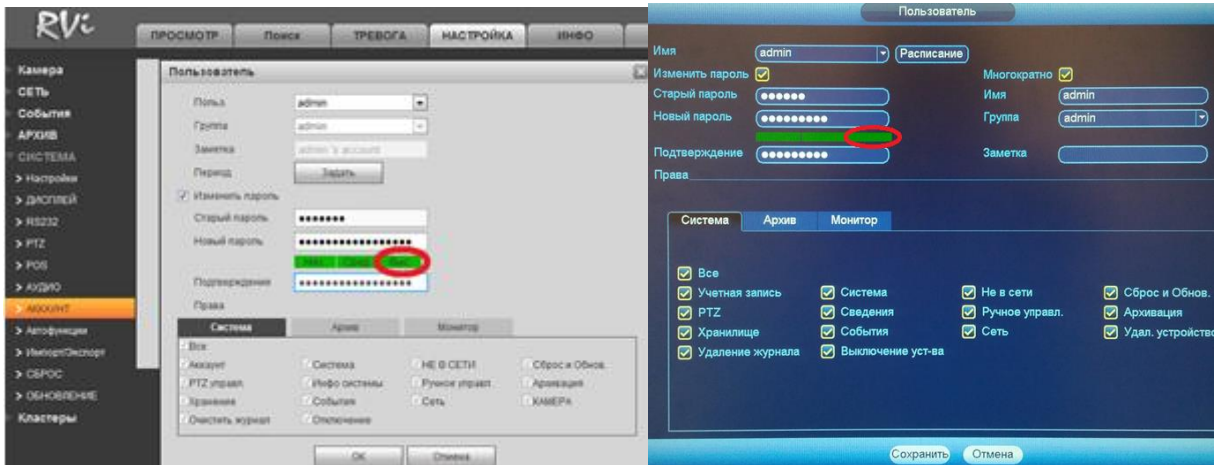 RVi
ПРОСМОТР Поиск ТРЕВОГА НАСТРОЙКА ИНФО
Камера
СЕТЬ
События
АРХИВ
СИСТЕМА
Настройки
ДИСПЛЕЙ
RS232
PTZ
POS
АУДИО
АККАУНТ
Автофункции
Импорт/Экспорт
СБРОС
ОБНОВЛЕНИЕ
Кластеры
Пользователь
Польз. admin
Группа admin
Заметка admin 's account
Период Задать
Изменить пароль
Старый пароль •••••••
Новый пароль
Подтверждение
Права
Система Архив Монитор
Все
Аккаунт Система НЕ В СЕТИ Сброс и Обнов.
PTZ управл. Инфо системы Ручное управл. Архивация
Хранение События Сеть КАМЕРА
Очистить журнал Отключение
ОК Отмена
Пользователь
Имя admin Расписание
Изменить пароль Многократно
Старый пароль •••••• Имя admin
Новый пароль ••••••••• Группа admin
Подтверждение ••••••••• Заметка
Права
Система Архив Монитор
Все
Учетная запись Система Не в сети Сброс и Обнов.
PTZ Сведения Ручное управл. Архивация
Хранилище События Сеть Удал. устройство
Удаление журнала Выключение уст-ва
Сохранить Отмена